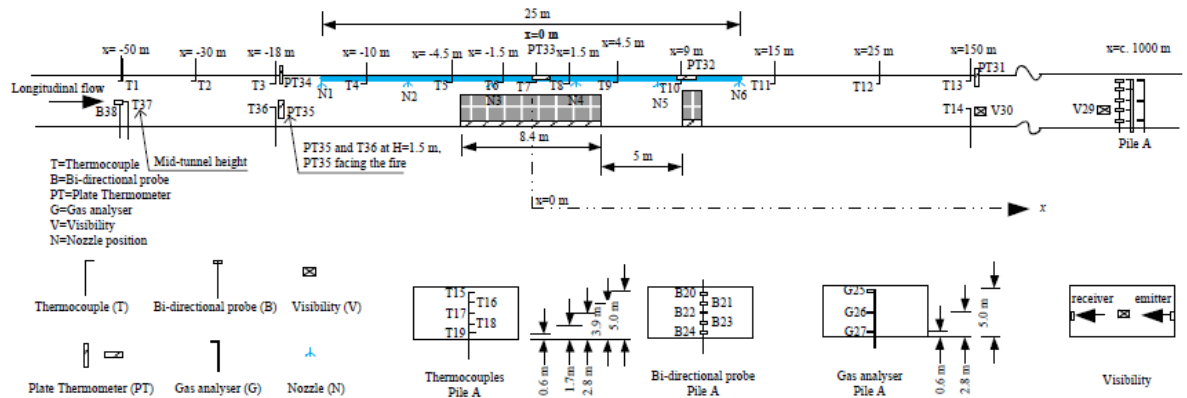 25 m
x=0 m
x= -50 m
x= -30 m
x= -18 m
x= -10 m
x= -4.5 m
x= -1.5 m
PT33
x=1.5 m
x=4.5 m
x=9 m
x=15 m
x=25 m
x=150 m
x=c. 1000 m
T1
T2
T3
PT34
T4
T5
T6
T7
T8
T9
T10
PT32
T11
T12
T13
PT31
N1
N2
N3
N4
N5
N6
Longitudinal flow
B38
T37
T36
PT35
T14
V30
V29
Pile A
Mid-tunnel height
PT35 and T36 at H=1.5 m,
PT35 facing the fire
8.4 m
5 m
x=0 m
x
T=Thermocouple
B=Bi-directional probe
PT=Plate Thermometer
G=Gas analyser
V=Visibility
N=Nozzle position
Thermocouple (T)
Bi-directional probe (B)
Visibility (V)
Plate Thermometer (PT)
Gas analyser (G)
Nozzle (N)
T15
T16
T17
T18
T19
0.6 m
1.7m
2.8 m
3.9 m
5.0 m
Thermocouples
Pile A
B20
B21
B22
B23
B24
Bi-directional probe
Pile A
G25
G26
G27
0.6 m
2.8 m
5.0 m
Gas analyser
Pile A
receiver
emitter
Visibility